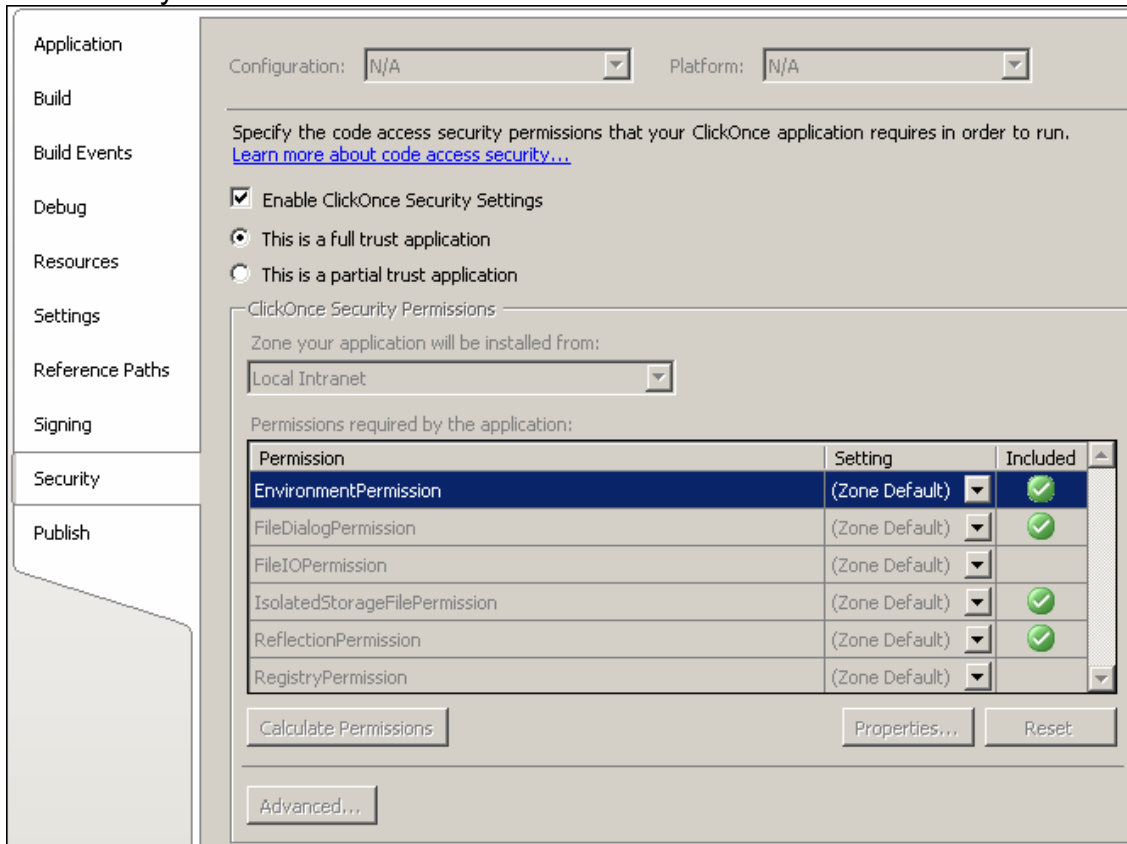 Application
Build
Build Events
Debug
Resources
Settings
Reference Paths
Signing
Security
Publish
Configuration: N/A Platform: N/A
Specify the code access security permissions that your ClickOnce application requires in order to run.
Learn more about code access security...
Enable ClickOnce Security Settings
This is a full trust application
This is a partial trust application
ClickOnce Security Permissions
Zone your application will be installed from:
Local Intranet
Permissions required by the application:
Permission Setting Included
EnvironmentPermission (Zone Default)
FileDialogPermission (Zone Default)
FileIOPermission (Zone Default)
IsolatedStorageFilePermission (Zone Default)
ReflectionPermission (Zone Default)
RegistryPermission (Zone Default)
Calculate Permissions Properties... Reset
Advanced...